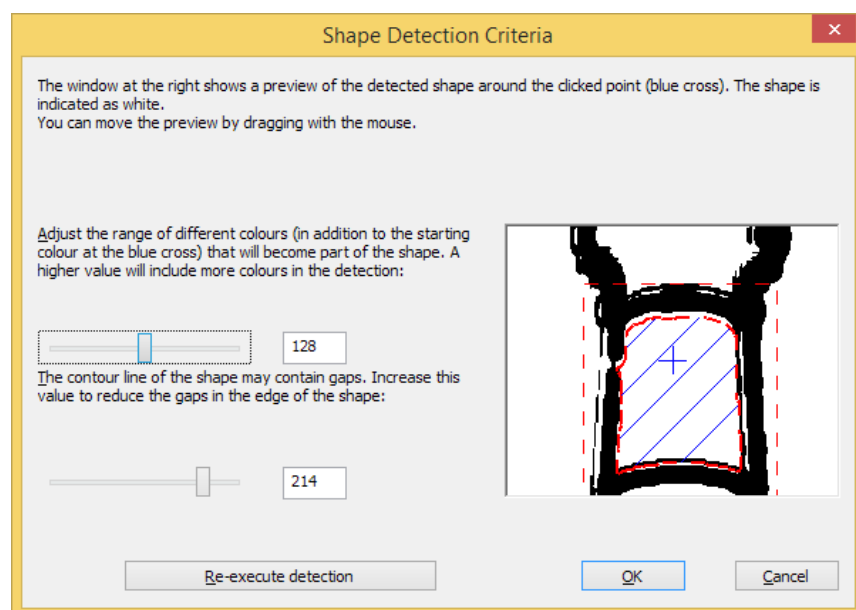 Shape Detection Criteria
The window at the right shows a preview of the detected shape around the clicked point (blue cross). The shape is
indicated as white.
You can move the preview by dragging with the mouse.
Adjust the range of different colours (in addition to the starting
colour at the blue cross) that will become part of the shape. A
higher value will include more colours in the detection:
128
The contour line of the shape may contain gaps. Increase this
value to reduce the gaps in the edge of the shape:
214
Re-execute detection
OK
Cancel